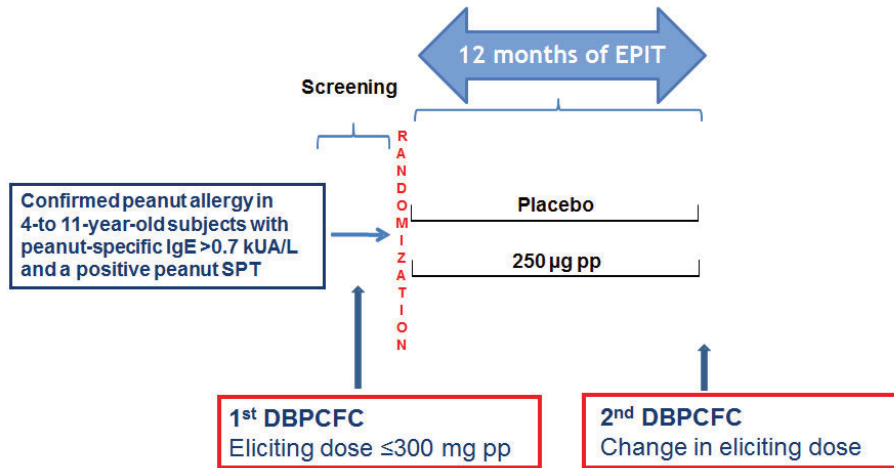 12 months of EPIT
Screening
RANDOMIZATION
Confirmed peanut allergy in
4-to 11-year-old subjects with
peanut-specific IgE >0.7 kUA/L
and a positive peanut SPT
Placebo
250 µg pp
1st DBPCFC
Eliciting dose ≤300 mg pp
2nd DBPCFC
Change in eliciting dose